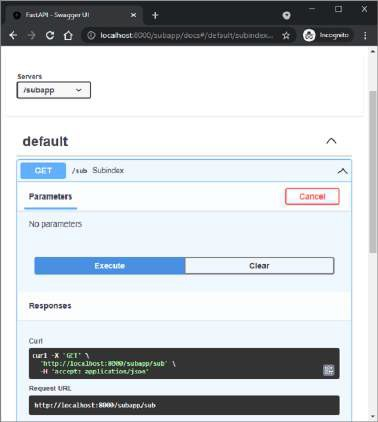 FastAPI - Swagger UI
localhost:8000/subapp/docs#/default/subindex...
Incognito
Servers
/subapp
default
GET /sub Subindex
Parameters
Cancel
No parameters
Execute
Clear
Responses
Curl
curl -X 'GET' \
'http://localhost:8000/subapp/sub' \
-H 'accept: application/json'
Request URL
http://localhost:8000/subapp/sub